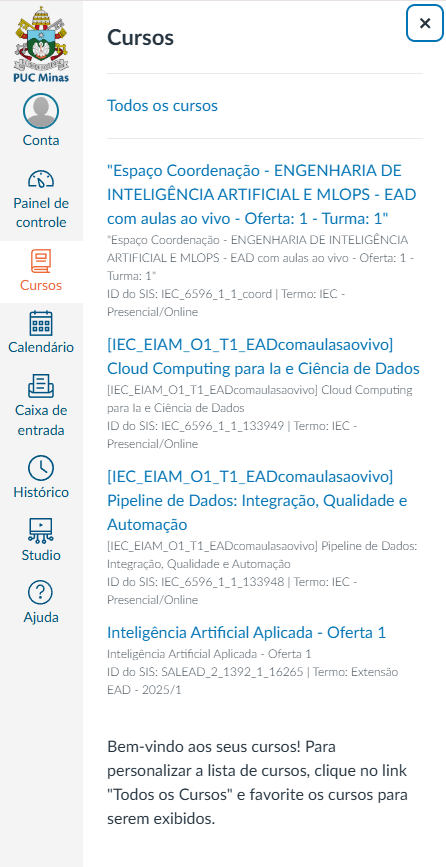 PUC Minas
Conta
Painel de
controle
Cursos
Calendário
Caixa de
entrada
Histórico
Studio
Ajuda
Cursos
Todos os cursos
"Espaço Coordenação - ENGENHARIA DE
INTELIGÊNCIA ARTIFICIAL E MLOPS - EAD
com aulas ao vivo - Oferta: 1 - Turma: 1"
"Espaço Coordenação - ENGENHARIA DE INTELIGÊNCIA
ARTIFICIAL E MLOPS - EAD com aulas ao vivo - Oferta: 1 -
Turma: 1"
ID do SIS: IEC_6596_1_1_coord | Termo: IEC -
Presencial/Online
[IEC_EIAM_O1_T1_EADcomaulasaovivo]
Cloud Computing para Ia e Ciência de Dados
[IEC_EIAM_O1_T1_EADcomaulasaovivo] Cloud Computing
para Ia e Ciência de Dados
ID do SIS: IEC_6596_1_1_133949 | Termo: IEC -
Presencial/Online
[IEC_EIAM_O1_T1_EADcomaulasaovivo]
Pipeline de Dados: Integração, Qualidade e
Automação
[IEC_EIAM_O1_T1_EADcomaulasaovivo] Pipeline de Dados:
Integração, Qualidade e Automação
ID do SIS: IEC_6596_1_1_133948 | Termo: IEC -
Presencial/Online
Inteligência Artificial Aplicada - Oferta 1
Inteligência Artificial Aplicada - Oferta 1
ID do SIS: SALEAD_2_1392_1_16265 | Termo: Extensão
EAD - 2025/1
Bem-vindo aos seus cursos! Para
personalizar a lista de cursos, clique no link
"Todos os Cursos" e favorite os cursos para
serem exibidos.